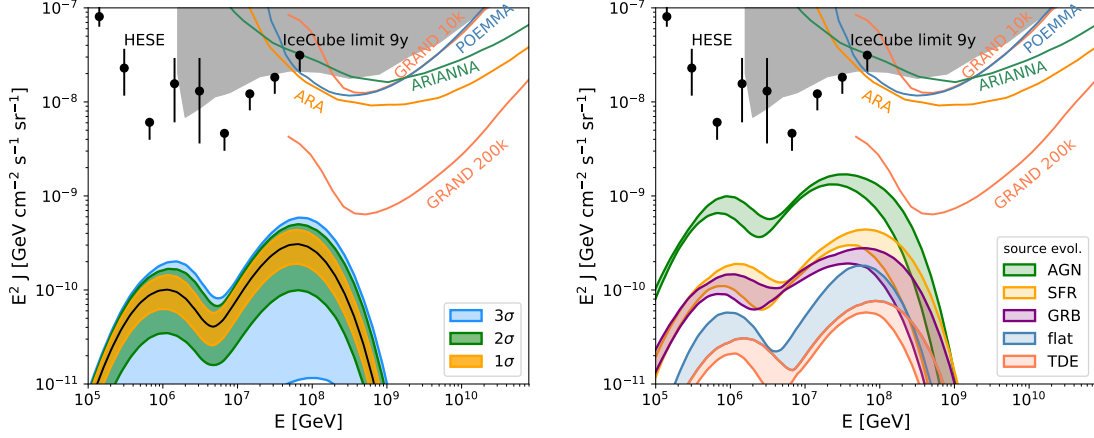 HESE
IceCube limit 9y
GRAND 10k
POEMMA
ARIANNA
ARA
GRAND 200k
3σ
2σ
1σ
10⁻⁷
10⁻⁸
10⁻⁹
10⁻¹⁰
10⁻¹¹
E² J [GeV cm⁻² s⁻¹ sr⁻¹]
10⁵ 10⁶ 10⁷ 10⁸ 10⁹ 10¹⁰
E [GeV]
HESE
IceCube limit 9y
GRAND 10k
POEMMA
ARIANNA
ARA
GRAND 200k
source evol.
AGN
SFR
GRB
flat
TDE
10⁻⁷
10⁻⁸
10⁻⁹
10⁻¹⁰
10⁻¹¹
E² J [GeV cm⁻² s⁻¹ sr⁻¹]
10⁵ 10⁶ 10⁷ 10⁸ 10⁹ 10¹⁰
E [GeV]